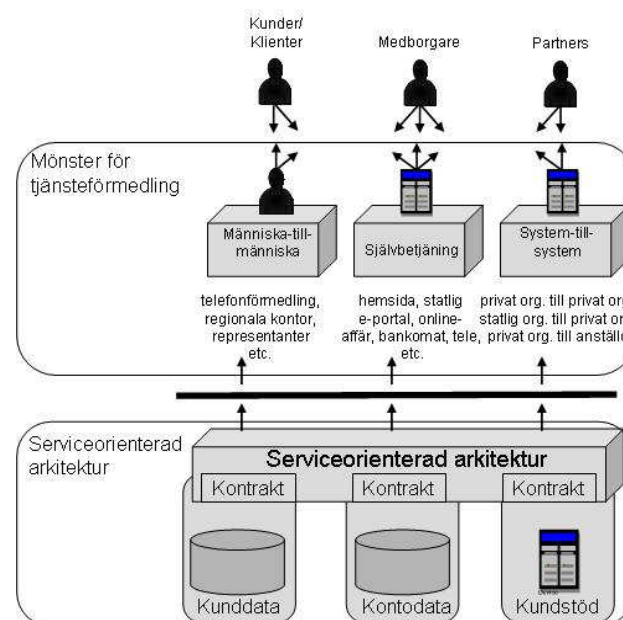 Kunder/
Klienter
Medborgare
Partners
Mönster för
tjänsteförmedling
Människa-till-
människa
Självbetjäning
System-till-
system
telefonförmedling,
regionala kontor,
representanter
etc.
hemsida, statlig
e-portal, online-
affär, bankomat, tele,
etc.
privat org. till privat org
statlig org. till privat or
privat org. till anställd
Serviceorienterad
arkitektur
Serviceorienterad arkitektur
Kontrakt
Kontrakt
Kontrakt
Kunddata
Kontodata
Kundstöd